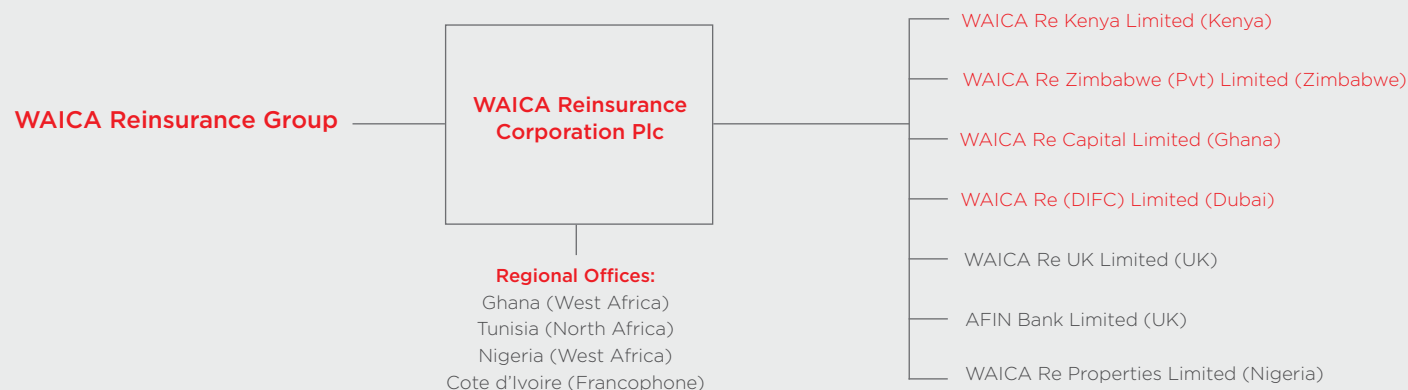 WAICA Reinsurance Group
WAICA Reinsurance
Corporation Plc
Regional Offices:
Ghana (West Africa)
Tunisia (North Africa)
Nigeria (West Africa)
Cote d'Ivoire (Francophone)
WAICA Re Kenya Limited (Kenya)
WAICA Re Zimbabwe (Pvt) Limited (Zimbabwe)
WAICA Re Capital Limited (Ghana)
WAICA Re (DIFC) Limited (Dubai)
WAICA Re UK Limited (UK)
AFIN Bank Limited (UK)
WAICA Re Properties Limited (Nigeria)